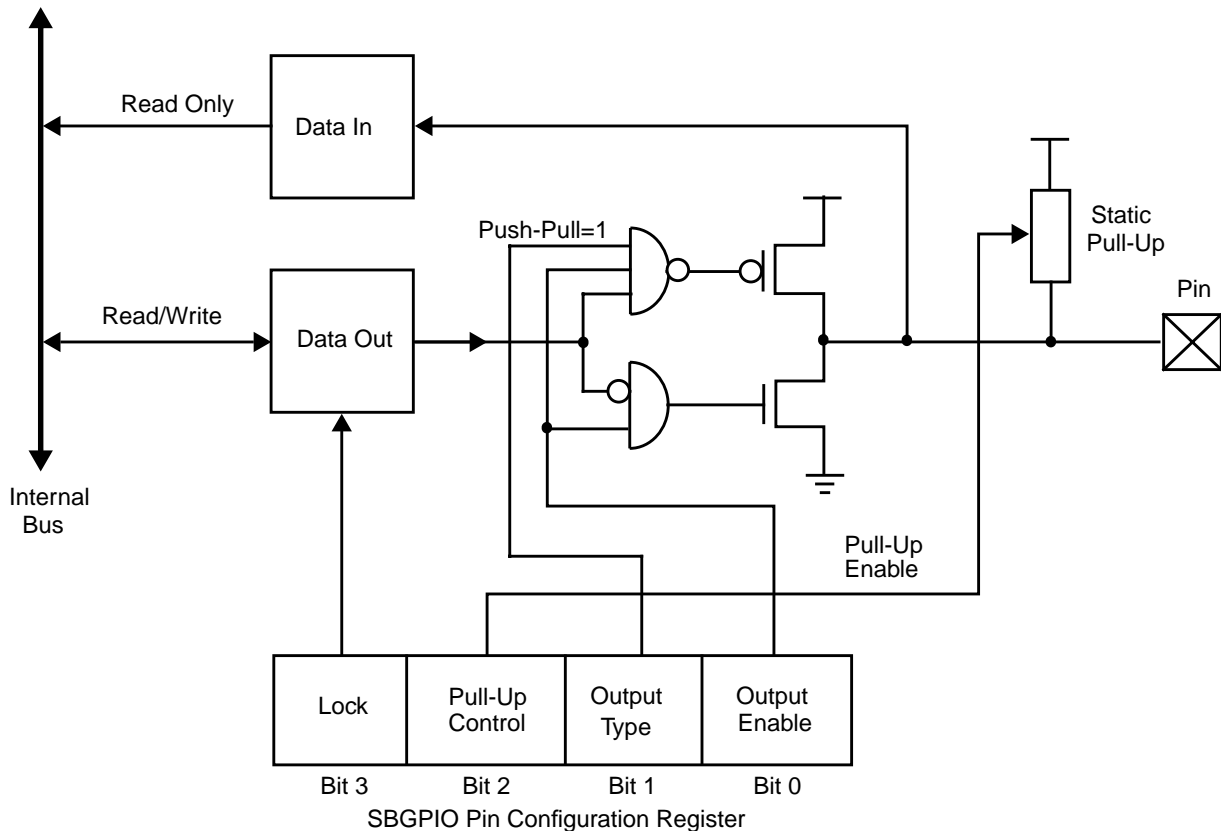 Read Only
Data In
Static
Pull-Up
Push-Pull=1
Pin
Read/Write
Data Out
Internal
Bus
Pull-Up
Enable
Lock
Pull-Up
Control
Output
Type
Output
Enable
Bit 3
Bit 2
Bit 1
Bit 0
SBGPIO Pin Configuration Register